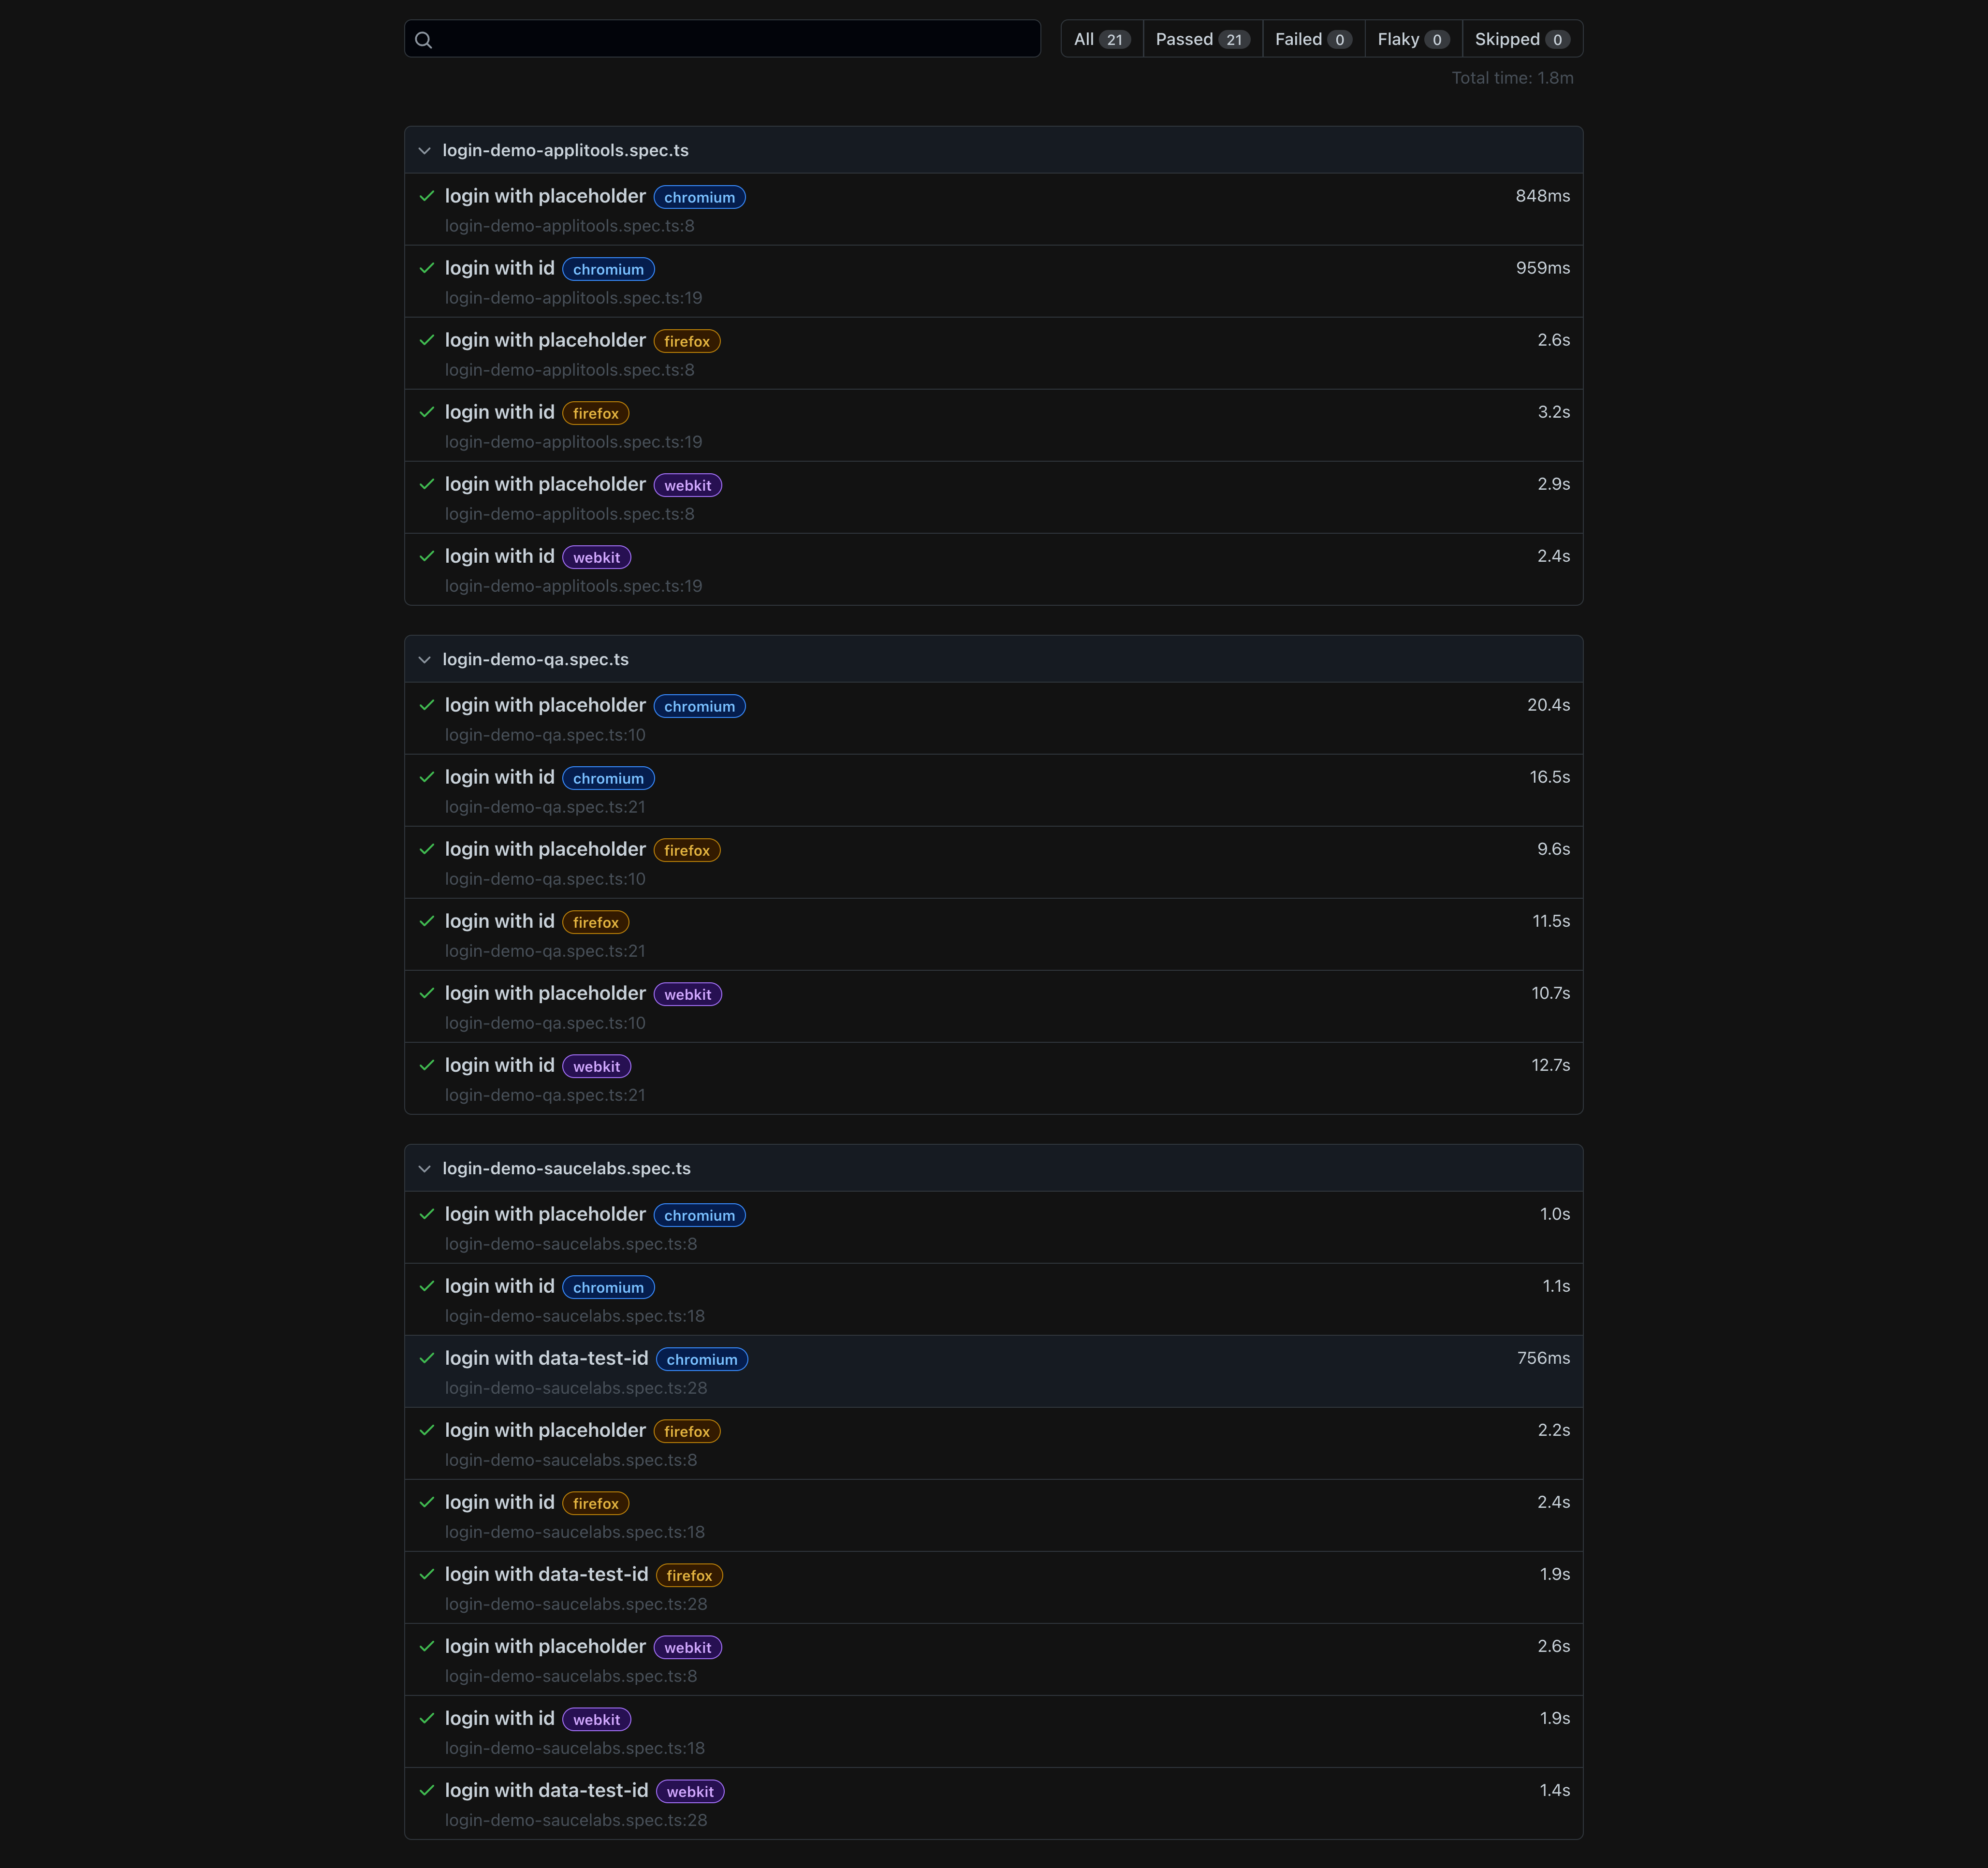 All 21 Passed 21 Failed 0 Flaky 0 Skipped 0
Total time: 1.8m
login-demo-applitools.spec.ts
login with placeholder chromium 848ms
login-demo-applitools.spec.ts:8
login with id chromium 959ms
login-demo-applitools.spec.ts:19
login with placeholder firefox 2.6s
login-demo-applitools.spec.ts:8
login with id firefox 3.2s
login-demo-applitools.spec.ts:19
login with placeholder webkit 2.9s
login-demo-applitools.spec.ts:8
login with id webkit 2.4s
login-demo-applitools.spec.ts:19
login-demo-qa.spec.ts
login with placeholder chromium 20.4s
login-demo-qa.spec.ts:10
login with id chromium 16.5s
login-demo-qa.spec.ts:21
login with placeholder firefox 9.6s
login-demo-qa.spec.ts:10
login with id firefox 11.5s
login-demo-qa.spec.ts:21
login with placeholder webkit 10.7s
login-demo-qa.spec.ts:10
login with id webkit 12.7s
login-demo-qa.spec.ts:21
login-demo-saucelabs.spec.ts
login with placeholder chromium 1.0s
login-demo-saucelabs.spec.ts:8
login with id chromium 1.1s
login-demo-saucelabs.spec.ts:18
login with data-test-id chromium 756ms
login-demo-saucelabs.spec.ts:28
login with placeholder firefox 2.2s
login-demo-saucelabs.spec.ts:8
login with id firefox 2.4s
login-demo-saucelabs.spec.ts:18
login with data-test-id firefox 1.9s
login-demo-saucelabs.spec.ts:28
login with placeholder webkit 2.6s
login-demo-saucelabs.spec.ts:8
login with id webkit 1.9s
login-demo-saucelabs.spec.ts:18
login with data-test-id webkit 1.4s
login-demo-saucelabs.spec.ts:28